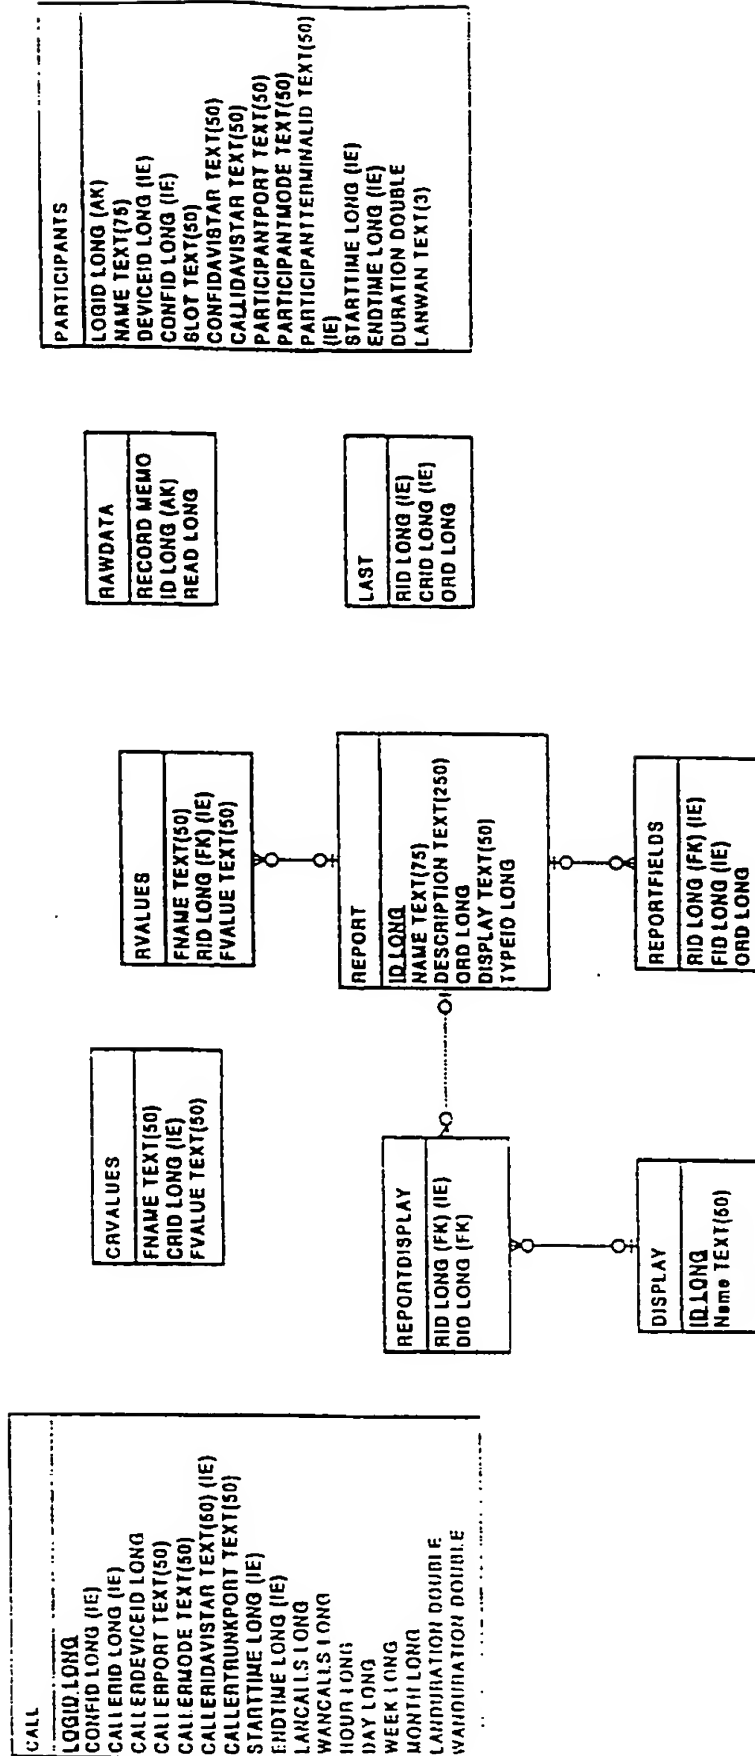 CALL
LOGID LONG
CONFID LONG (IE)
CALLERID LONG (IE)
CALLERDEVICEID LONG
CALLERPORT TEXT(50)
CALLERMODE TEXT(50)
CALLERIDAVISTAR TEXT(50) (IE)
CALLERTRUNKPORT TEXT(50)
STARTTIME LONG (IE)
ENDTIME LONG (IE)
LANCALLS LONG
WANCALLS LONG
HOUR LONG
DAY LONG
WEEK LONG
MONTH LONG
LANDURATION DOUBLE
WANDURATION DOUBLE
CRVALUES
FNAME TEXT(50)
CRID LONG (IE)
FVALUE TEXT(50)
REPORTDISPLAY
RID LONG (FK) (IE)
DID LONG (FK)
DISPLAY
ID LONG
Name TEXT(50)
RVALUES
FNAME TEXT(50)
RID LONG (FK) (IE)
FVALUE TEXT(50)
REPORT
ID LONG
NAME TEXT(75)
DESCRIPTION TEXT(250)
ORD LONG
DISPLAY TEXT(50)
TYPEID LONG
REPORTFIELDS
RID LONG (FK) (IE)
FID LONG (IE)
ORD LONG
RAWDATA
RECORD MEMO
ID LONG (AK)
READ LONG
LAST
RID LONG (IE)
CRID LONG (IE)
ORD LONG
PARTICIPANTS
LOGID LONG (AK)
NAME TEXT(75)
DEVICEID LONG (IE)
CONFID LONG (IE)
SLOT TEXT(50)
CONFIDAVISTAR TEXT(50)
CALLIDAVISTAR TEXT(50)
PARTICIPANTPORT TEXT(50)
PARTICIPANTMODE TEXT(50)
PARTICIPANTTERMINALID TEXT(50)
(IE)
STARTTIME LONG (IE)
ENDTIME LONG (IE)
DURATION DOUBLE
LANWAN TEXT(3)